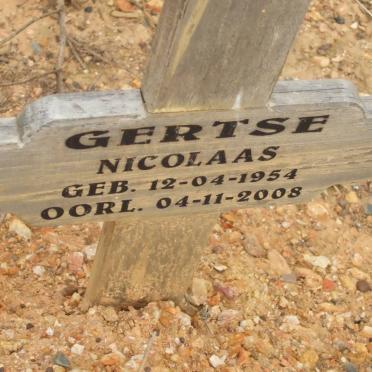 GERTSE
NICOLAAS
GEB. 12-04-1954
OORL. 04-11-2008